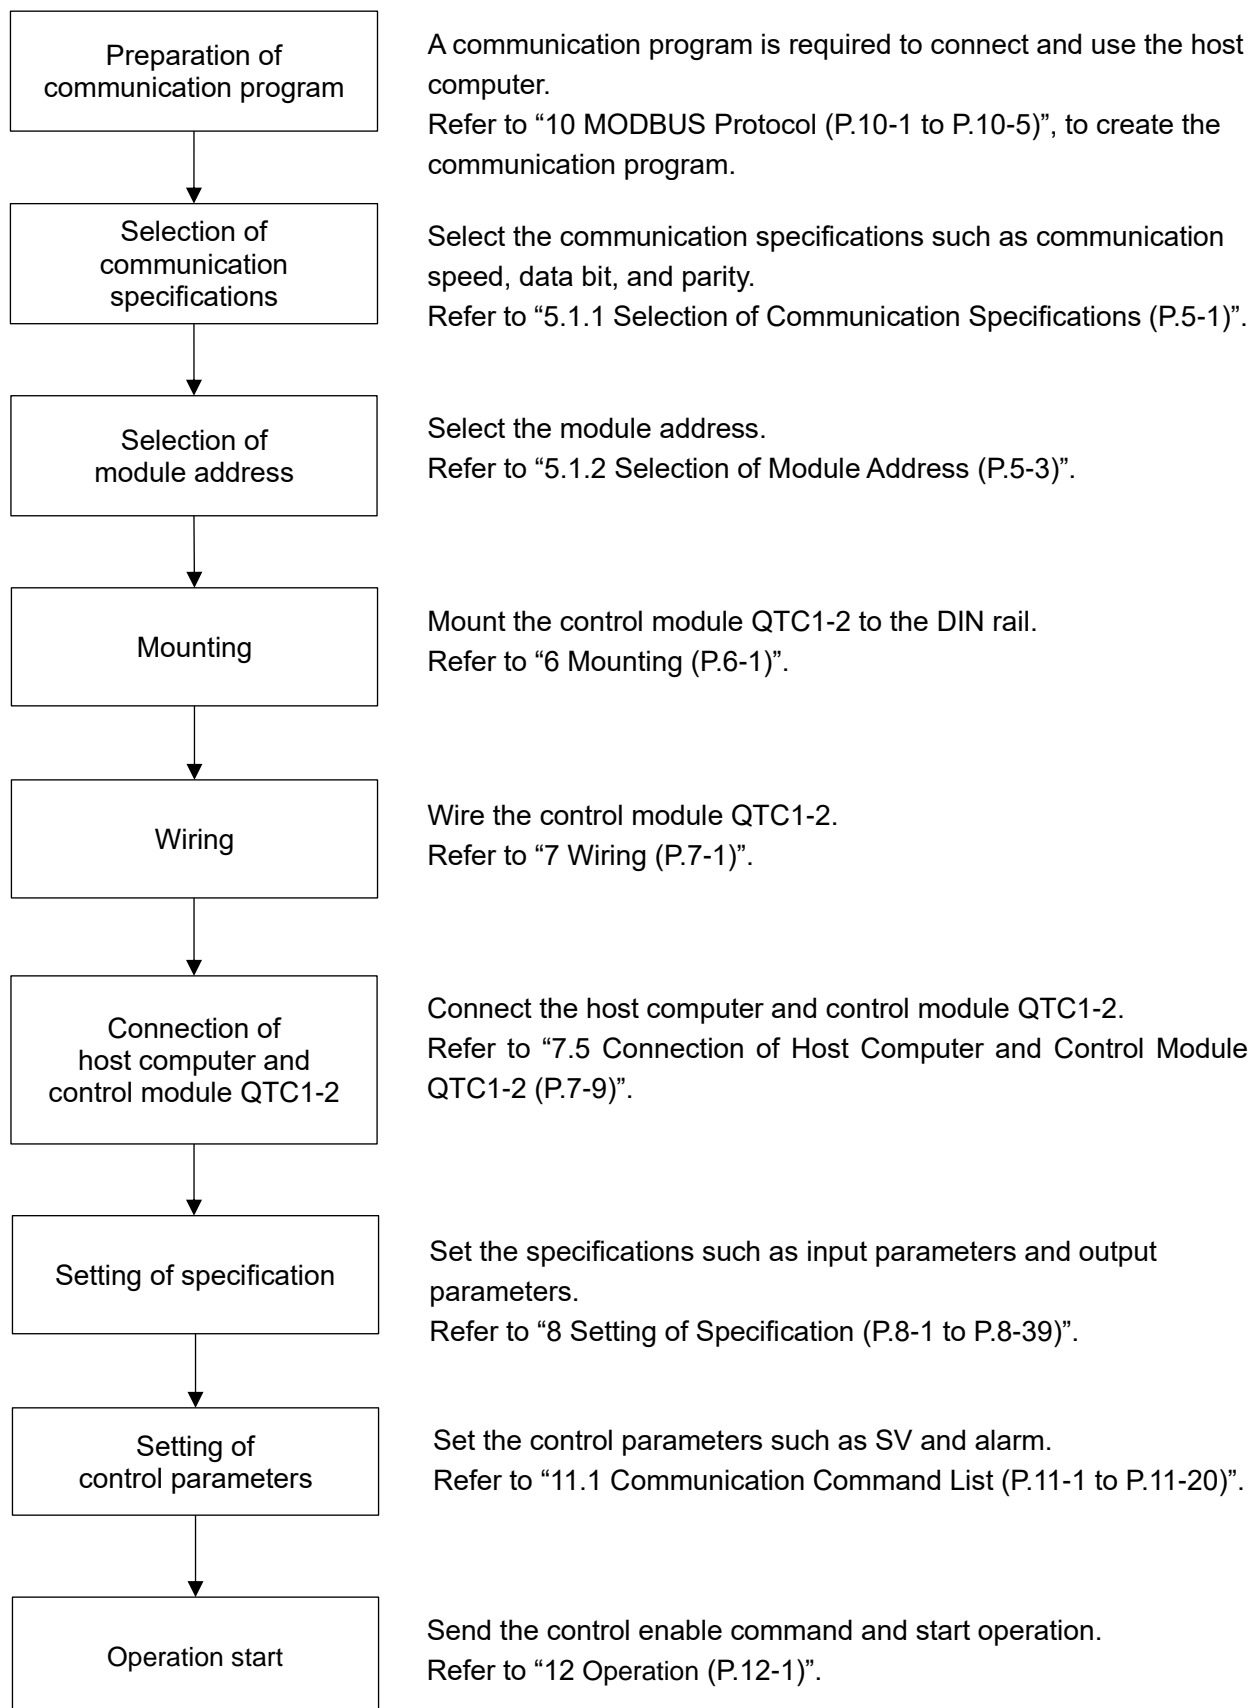 Preparation of
communication program
A communication program is required to connect and use the host
computer.
Refer to “10 MODBUS Protocol (P.10-1 to P.10-5)”, to create the
communication program.
Selection of
communication
specifications
Select the communication specifications such as communication
speed, data bit, and parity.
Refer to “5.1.1 Selection of Communication Specifications (P.5-1)”.
Selection of
module address
Select the module address.
Refer to “5.1.2 Selection of Module Address (P.5-3)”.
Mounting
Mount the control module QTC1-2 to the DIN rail.
Refer to “6 Mounting (P.6-1)”.
Wiring
Wire the control module QTC1-2.
Refer to “7 Wiring (P.7-1)”.
Connection of
host computer and
control module QTC1-2
Connect the host computer and control module QTC1-2.
Refer to “7.5 Connection of Host Computer and Control Module
QTC1-2 (P.7-9)”.
Setting of specification
Set the specifications such as input parameters and output
parameters.
Refer to “8 Setting of Specification (P.8-1 to P.8-39)”.
Setting of
control parameters
Set the control parameters such as SV and alarm.
Refer to “11.1 Communication Command List (P.11-1 to P.11-20)”.
Operation start
Send the control enable command and start operation.
Refer to “12 Operation (P.12-1)”.